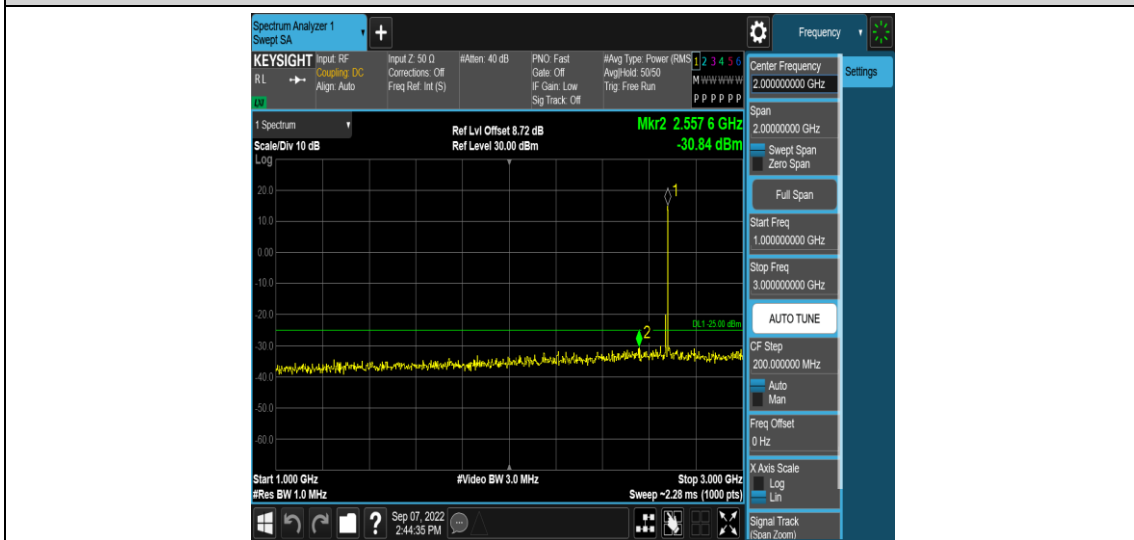 Spectrum Analyzer 1
Swept SA
+
Frequency
KEYSIGHT
RL
Input: RF
Coupling: DC
Align: Auto
Input Z: 50 Ω
Corrections: Off
Freq Ref: Int (S)
#Atten: 40 dB
PNO: Fast
Gate: Off
IF Gain: Low
Sig Track: Off
#Avg Type: Power (RMS
Avg|Hold: 50/50
Trig: Free Run
1 2 3 4 5 6
M W W W W W
P P P P P P
1 Spectrum
Scale/Div 10 dB
Ref Lvl Offset 8.72 dB
Ref Level 30.00 dBm
Mkr2 2.557 6 GHz
-30.84 dBm
Log
20.0
10.0
0.00
-10.0
-20.0
-30.0
-40.0
-50.0
-60.0
1
2
DL1 -25.00 dBm
Start 1.000 GHz
#Res BW 1.0 MHz
#Video BW 3.0 MHz
Stop 3.000 GHz
Sweep ~2.28 ms (1000 pts)
Center Frequency
2.000000000 GHz
Settings
Span
2.00000000 GHz
Swept Span
Zero Span
Full Span
Start Freq
1.000000000 GHz
Stop Freq
3.000000000 GHz
AUTO TUNE
CF Step
200.000000 MHz
Auto
Man
Freq Offset
0 Hz
X Axis Scale
Log
Lin
Signal Track
(Span Zoom)
?
Sep 07, 2022
2:44:35 PM